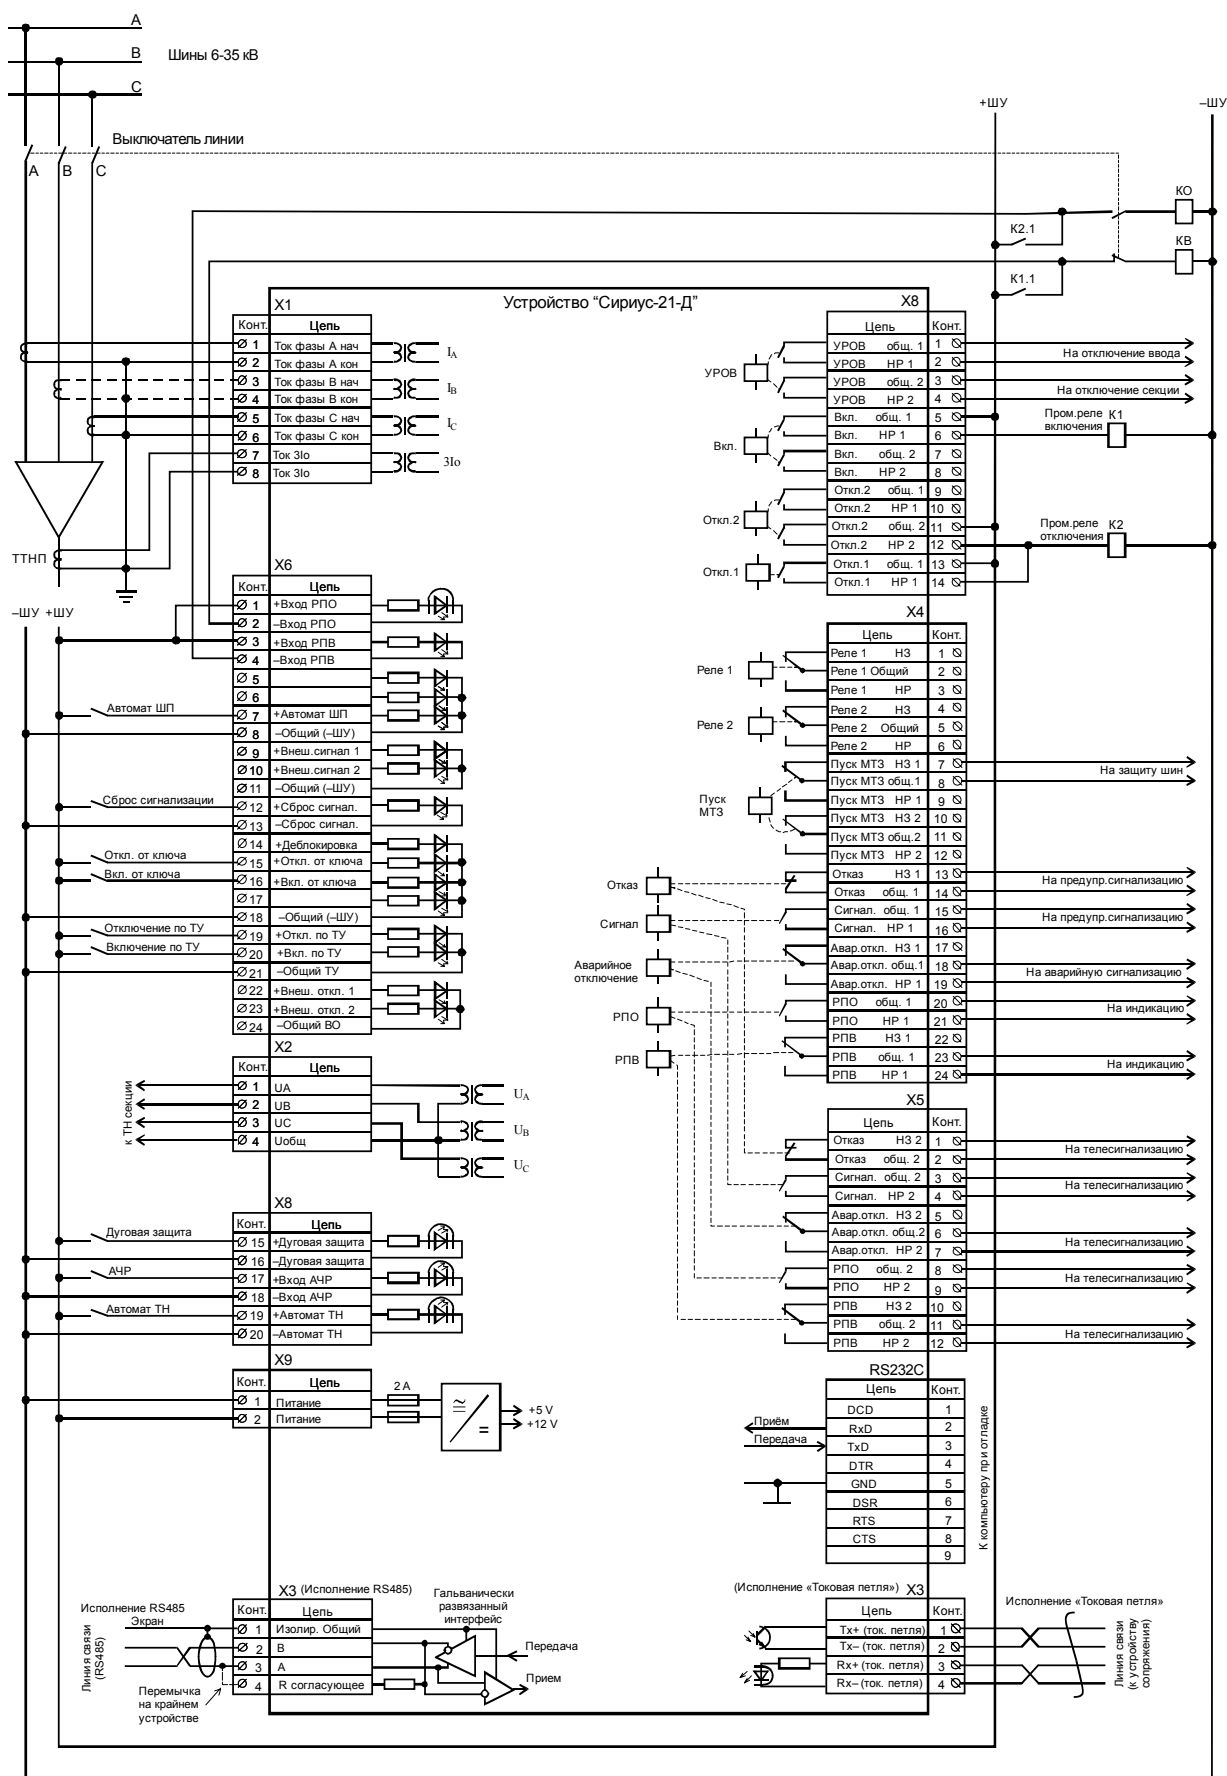 A
B
Шины 6-35 кВ
C
+ШУ
–ШУ
Выключатель линии
A
B
C
КО
К2.1
КВ
К1.1
Устройство “Сириус-21-Д”
X1
Конт.
Цепь
1 Ток фазы А нач
2 Ток фазы А кон
3 Ток фазы В нач
4 Ток фазы В кон
5 Ток фазы С нач
6 Ток фазы С кон
7 Ток 3Iо
8 Ток 3Iо
IA
IB
IC
3Io
ТТНП
–ШУ +ШУ
X6
Конт.
Цепь
1 +Вход РПО
2 –Вход РПО
3 +Вход РПВ
4 –Вход РПВ
5
6
Автомат ШП
7 +Автомат ШП
8 –Общий (–ШУ)
9 +Внеш.сигнал 1
10 +Внеш.сигнал 2
11 –Общий (–ШУ)
Сброс сигнализации
12 +Сброс сигнал.
13 –Сброс сигнал.
14 +Деблокировка
Откл. от ключа
15 +Откл. от ключа
Вкл. от ключа
16 +Вкл. от ключа
17
18 –Общий (–ШУ)
Отключение по ТУ
19 +Откл. по ТУ
Включение по ТУ
20 +Вкл. по ТУ
21 –Общий ТУ
22 +Внеш. откл. 1
23 +Внеш. откл. 2
24 –Общий ВО
X2
Конт.
Цепь
к ТН секции
1 UA
2 UB
3 UC
4 Uобщ
UA
UB
UC
X8
Конт.
Цепь
Дуговая защита
15 +Дуговая защита
16 –Дуговая защита
АЧР
17 +Вход АЧР
18 –Вход АЧР
Автомат ТН
19 +Автомат ТН
20 –Автомат ТН
X9
Конт.
Цепь
1 Питание
2 Питание
2 А
≅
=
+5 V
+12 V
X3 (Исполнение RS485)
Конт.
Цепь
1 Изолир. Общий
2 B
3 A
4 R согласующее
Исполнение RS485
Экран
Линия связи
(RS485)
Перемычка
на крайнем
устройстве
Гальванически
развязанный
интерфейс
Передача
Прием
X8
Цепь
Конт.
УРОВ
УРОВ общ. 1 1
УРОВ НР 1 2
На отключение ввода
УРОВ общ. 2 3
УРОВ НР 2 4
На отключение секции
Вкл.
Вкл. общ. 1 5
Вкл. НР 1 6
Пром.реле
включения
К1
Вкл. общ. 2 7
Вкл. НР 2 8
Откл.2
Откл.2 общ. 1 9
Откл.2 НР 1 10
Откл.2 общ. 2 11
Откл.2 НР 2 12
Пром.реле
отключения
К2
Откл.1
Откл.1 общ. 1 13
Откл.1 НР 1 14
X4
Цепь
Конт.
Реле 1
Реле 1 НЗ 1
Реле 1 Общий 2
Реле 1 НР 3
Реле 2
Реле 2 НЗ 4
Реле 2 Общий 5
Реле 2 НР 6
Пуск
МТЗ
Пуск МТЗ НЗ 1 7
Пуск МТЗ общ.1 8
На защиту шин
Пуск МТЗ НР 1 9
Пуск МТЗ НЗ 2 10
Пуск МТЗ общ.2 11
Пуск МТЗ НР 2 12
Отказ
Отказ НЗ 1 13
Отказ общ. 1 14
На предупр.сигнализацию
Сигнал
Сигнал. общ. 1 15
Сигнал. НР 1 16
На предупр.сигнализацию
Аварийное
отключение
Авар.откл. НЗ 1 17
Авар.откл. общ.1 18
Авар.откл. НР 1 19
На аварийную сигнализацию
РПО
РПО общ. 1 20
РПО НР 1 21
На индикацию
РПВ
РПВ НЗ 1 22
РПВ общ. 1 23
РПВ НР 1 24
На индикацию
X5
Цепь
Конт.
Отказ НЗ 2 1
Отказ общ. 2 2
На телесигнализацию
Сигнал. общ. 2 3
Сигнал. НР 2 4
На телесигнализацию
Авар.откл. НЗ 2 5
Авар.откл. общ.2 6
Авар.откл. НР 2 7
На телесигнализацию
РПО общ. 2 8
РПО НР 2 9
На телесигнализацию
РПВ НЗ 2 10
РПВ общ. 2 11
РПВ НР 2 12
На телесигнализацию
RS232C
Цепь
Конт.
DCD 1
Приём
RxD 2
Передача
TxD 3
DTR 4
GND 5
DSR 6
RTS 7
CTS 8
9
К компьютеру при отладке
(Исполнение «Токовая петля») X3
Цепь
Конт.
Tx+ (ток. петля) 1
Tx– (ток. петля) 2
Rx+ (ток. петля) 3
Rx– (ток. петля) 4
Исполнение «Токовая петля»
Линия связи
(к устройству
сопряжения)